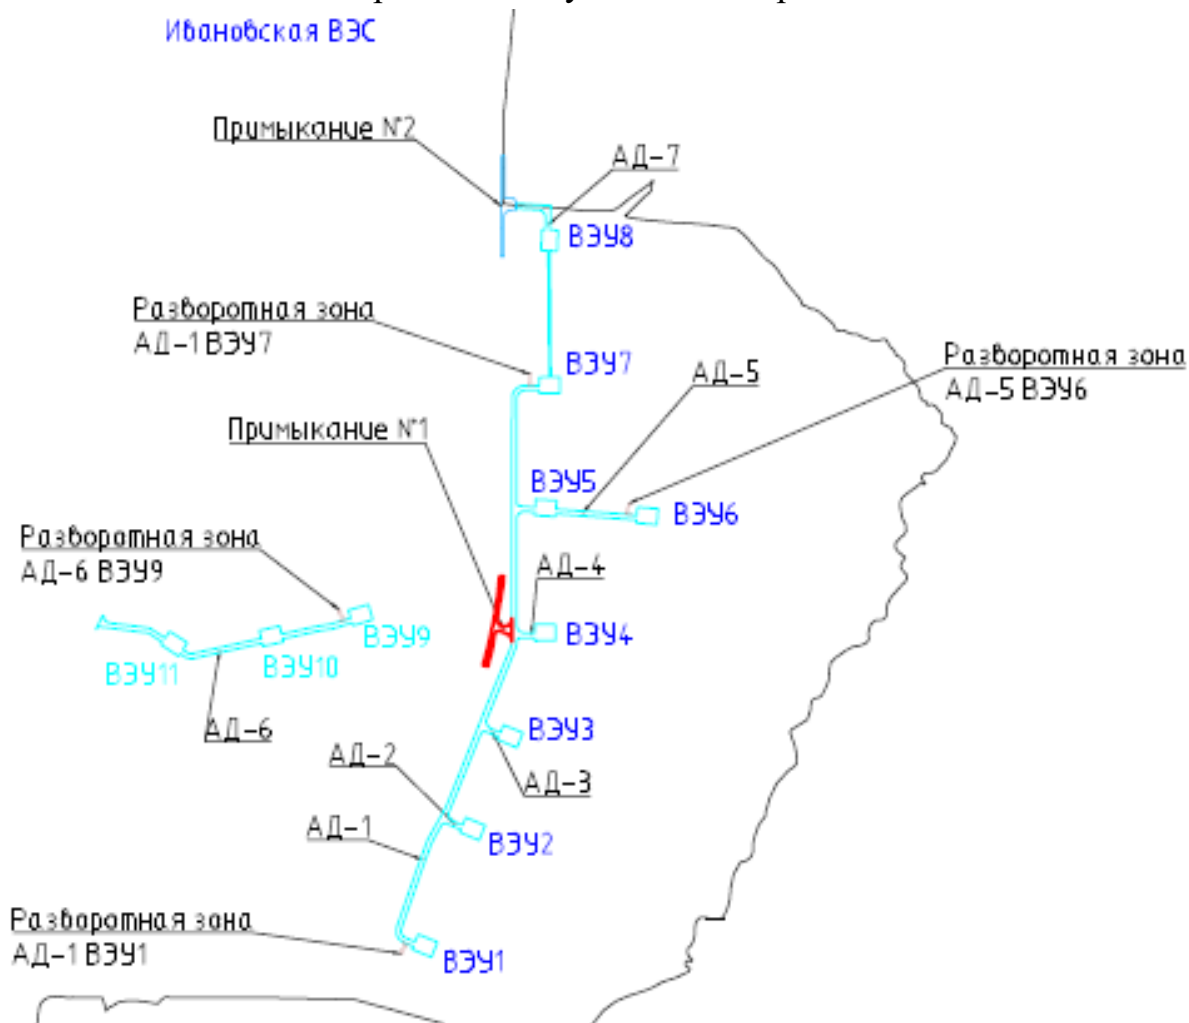 Ивановская ВЭС
Примыкание №2
АД-7
ВЭУ8
Разворотная зона
АД-1 ВЭУ7
ВЭУ7
АД-5
Разворотная зона
АД-5 ВЭУ6
Примыкание №1
ВЭУ5
ВЭУ6
Разворотная зона
АД-6 ВЭУ9
АД-4
ВЭУ9
ВЭУ4
ВЭУ10
ВЭУ11
АД-6
ВЭУ3
АД-2
АД-3
АД-1
ВЭУ2
Разворотная зона
АД-1 ВЭУ1
ВЭУ1